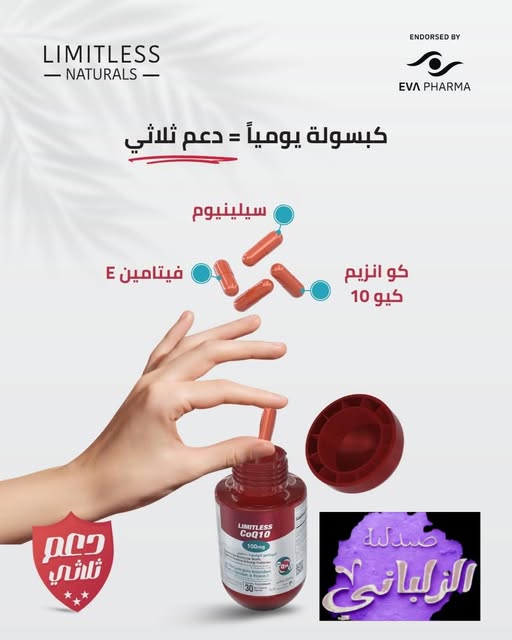 LIMITLESS
NATURALS
ENDORSED BY
EVA PHARMA
كبسولة يومياً = دعم ثلاثي
سيلينيوم
فيتامين E
كو انزيم
كيو 10
LIMITLESS
CoQ10
100mg
30
دعم
ثلاثي
صيدلية
الزلباني